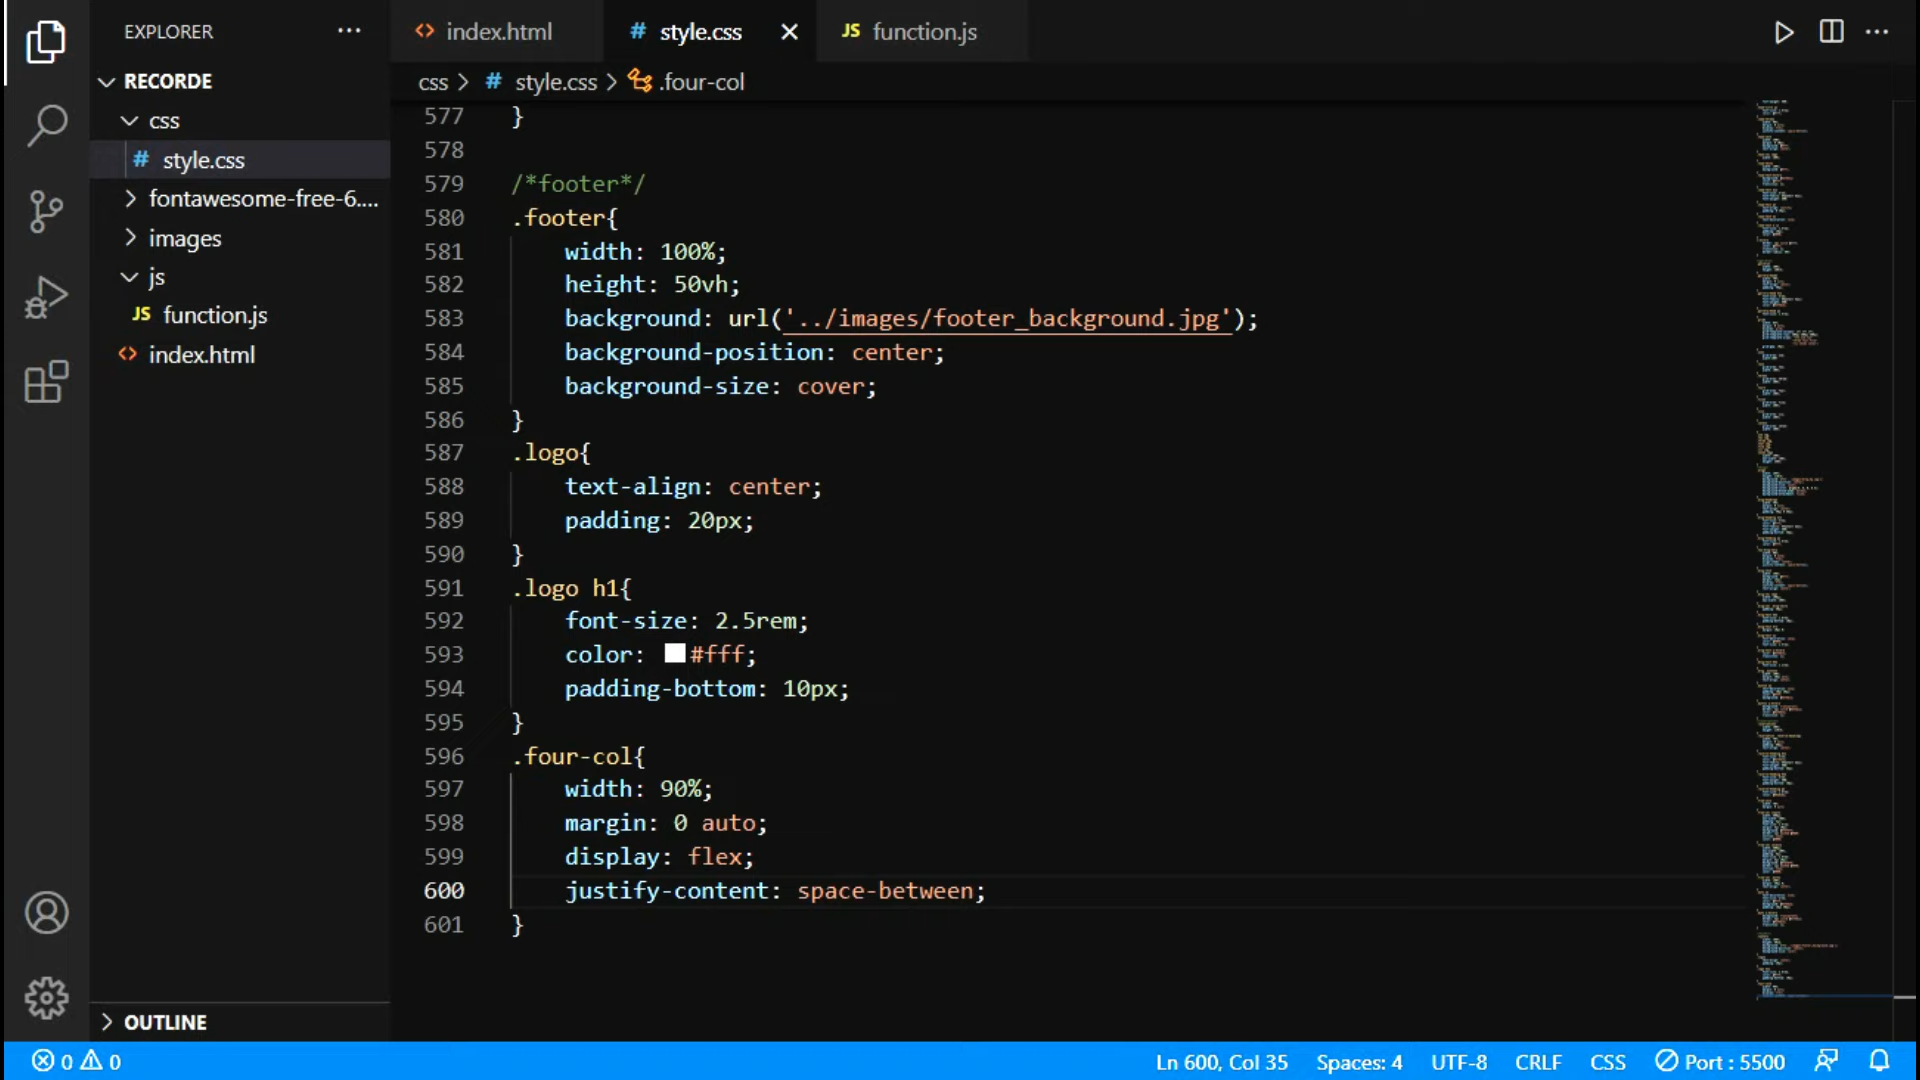 EXPLORER
RECORDE
css
# style.css
fontawesome-free-6....
images
js
JS function.js
<> index.html
OUTLINE
<> index.html
# style.css
JS function.js
css > # style.css > .four-col
577 }
578
579 /*footer*/
580 .footer{
581 width: 100%;
582 height: 50vh;
583 background: url('../images/footer_background.jpg');
584 background-position: center;
585 background-size: cover;
586 }
587 .logo{
588 text-align: center;
589 padding: 20px;
590 }
591 .logo h1{
592 font-size: 2.5rem;
593 color: #fff;
594 padding-bottom: 10px;
595 }
596 .four-col{
597 width: 90%;
598 margin: 0 auto;
599 display: flex;
600 justify-content: space-between;
601 }
0 0 Ln 600, Col 35 Spaces: 4 UTF-8 CRLF CSS Port : 5500